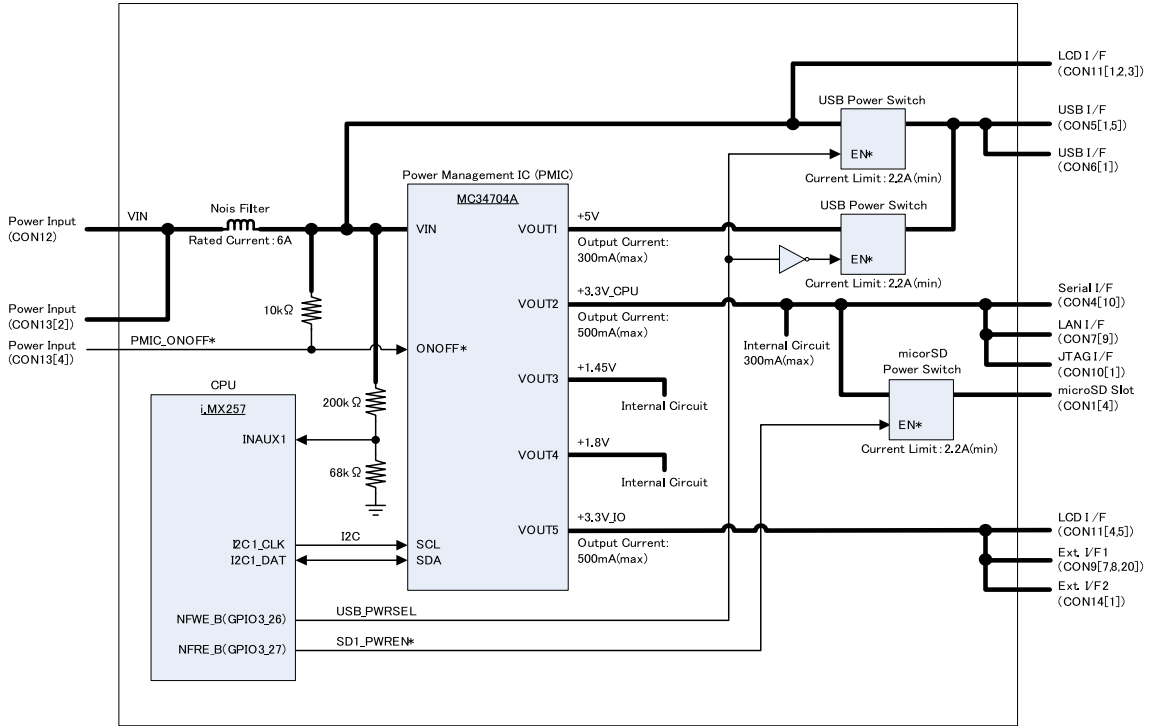 LCD I/F
(CON11[1,2,3])
USB Power Switch
EN*
Current Limit:2.2A(min)
USB I/F
(CON5[1,5])
USB I/F
(CON6[1])
Power Management IC (PMIC)
MC34704A
Power Input
(CON12)
VIN
Nois Filter
Rated Current:6A
VIN
VOUT1
+5V
Output Current:
300mA(max)
USB Power Switch
EN*
Current Limit:2.2A(min)
Power Input
(CON13[2])
10kΩ
VOUT2
+3.3V_CPU
Output Current:
500mA(max)
Internal Circuit
300mA(max)
Serial I/F
(CON4[10])
LAN I/F
(CON7[9])
JTAG I/F
(CON10[1])
Power Input
(CON13[4])
PMIC_ONOFF*
ONOFF*
VOUT3
+1.45V
Internal Circuit
micorSD
Power Switch
EN*
Current Limit:2.2A(min)
microSD Slot
(CON1[4])
CPU
i.MX257
200kΩ
INAUX1
68kΩ
VOUT4
+1.8V
Internal Circuit
VOUT5
+3.3V_IO
Output Current:
500mA(max)
LCD I/F
(CON11[4,5])
Ext. I/F1
(CON9[7,8,20])
Ext. I/F2
(CON14[1])
I2C1_CLK
I2C
SCL
I2C1_DAT
SDA
NFWE_B(GPIO3_26)
USB_PWRSEL
NFRE_B(GPIO3_27)
SD1_PWREN*